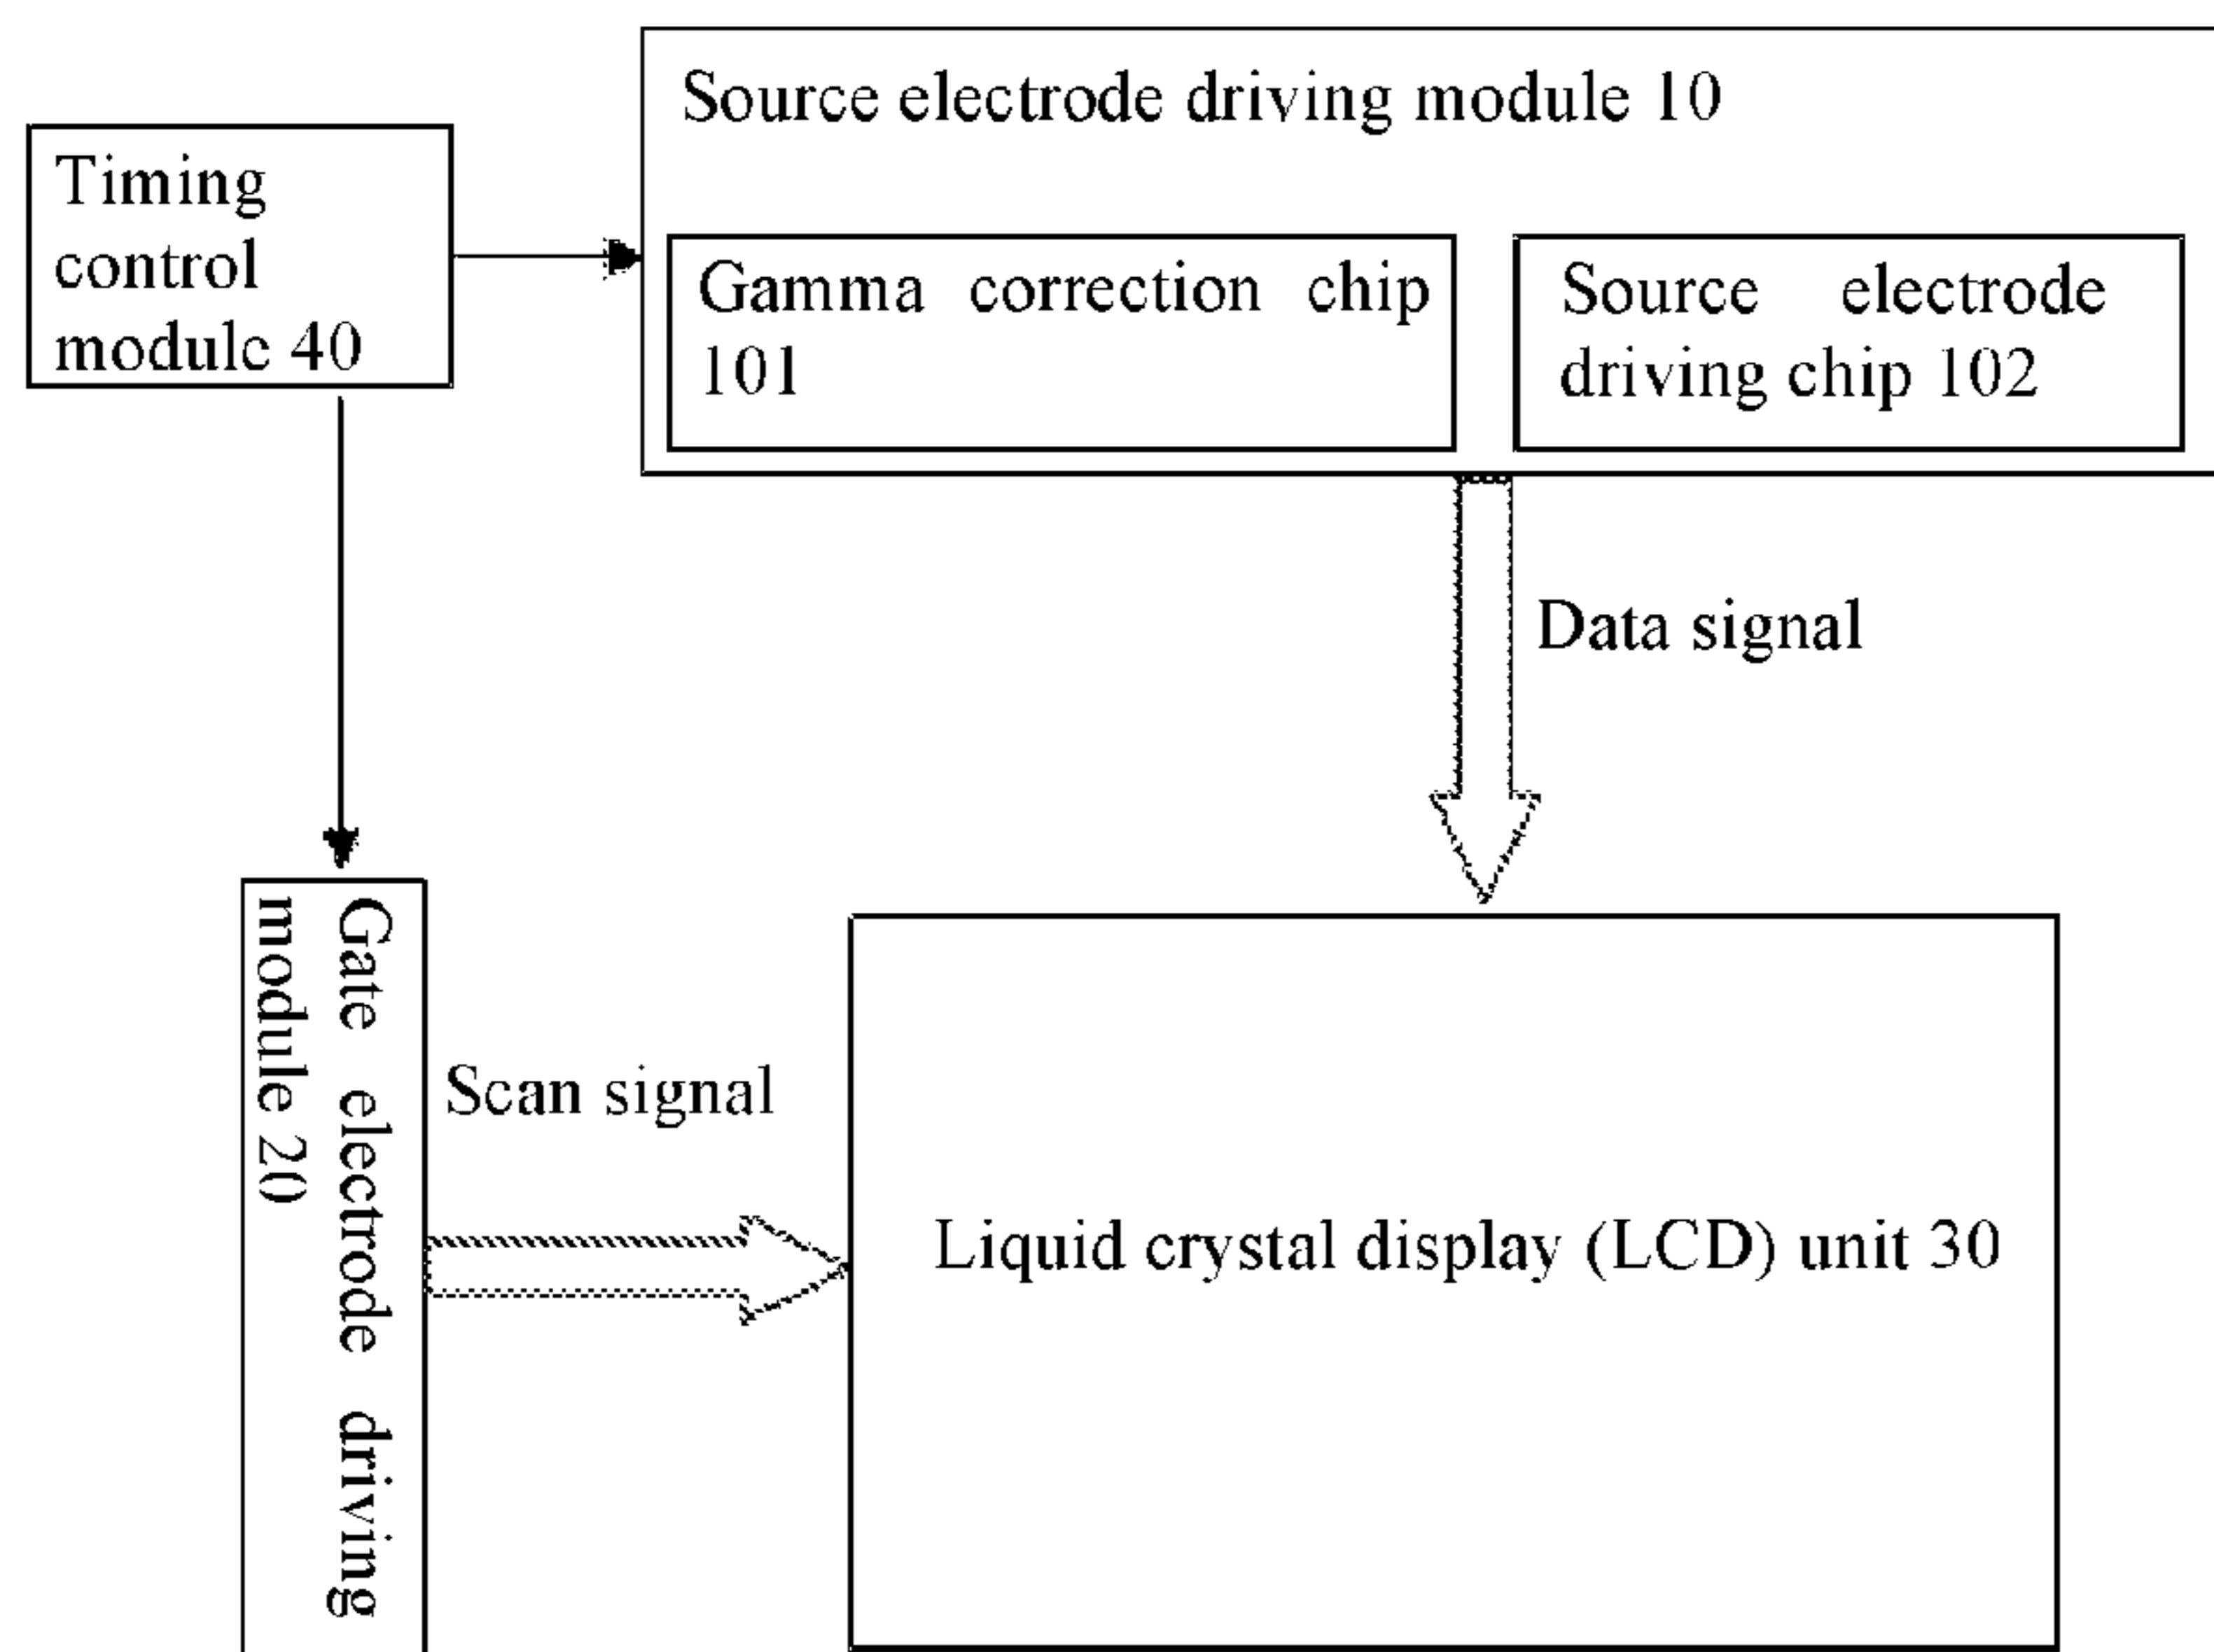 Source electrode driving module 10
Timing
control
module 40
Gamma correction chip
101
Source electrode
driving chip 102
Data signal
Gate electrode driving
module 20
Scan signal
Liquid crystal display (LCD) unit 30